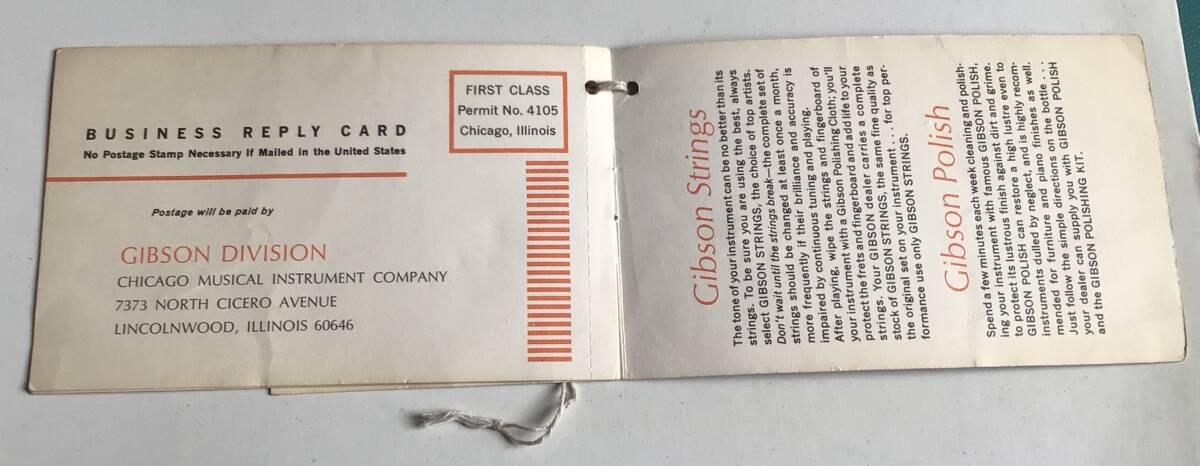 BUSINESS REPLY CARD
No Postage Stamp Necessary If Mailed in the United States
FIRST CLASS
Permit No. 4105
Chicago, Illinois
Postage will be paid by
GIBSON DIVISION
CHICAGO MUSICAL INSTRUMENT COMPANY
7373 NORTH CICERO AVENUE
LINCOLNWOOD, ILLINOIS 60646
Gibson Strings
The tone of your instrument can be no better than its
strings. To be sure you are using the best, always
select GIBSON STRINGS, the choice of top artists.
Don't wait until the strings break—the complete set of
strings should be changed at least once a month,
more frequently if their brilliance and accuracy is
impaired by continuous tuning and playing.
After playing, wipe the strings and fingerboard of
your instrument with a Gibson Polishing Cloth; you'll
protect the frets and fingerboard and add life to your
strings. Your GIBSON dealer carries a complete
stock of GIBSON STRINGS, the same fine quality as
the original set on your instrument . . . for top per-
formance use only GIBSON STRINGS.
Gibson Polish
Spend a few minutes each week cleaning and polish-
ing your instrument with famous GIBSON POLISH,
to protect its lustrous finish against dirt and grime.
GIBSON POLISH can restore a high lustre even to
instruments dulled by neglect, and is highly recom-
mended for furniture and piano finishes as well.
Just follow the simple directions on the bottle . . .
your dealer can supply you with GIBSON POLISH
and the GIBSON POLISHING KIT.